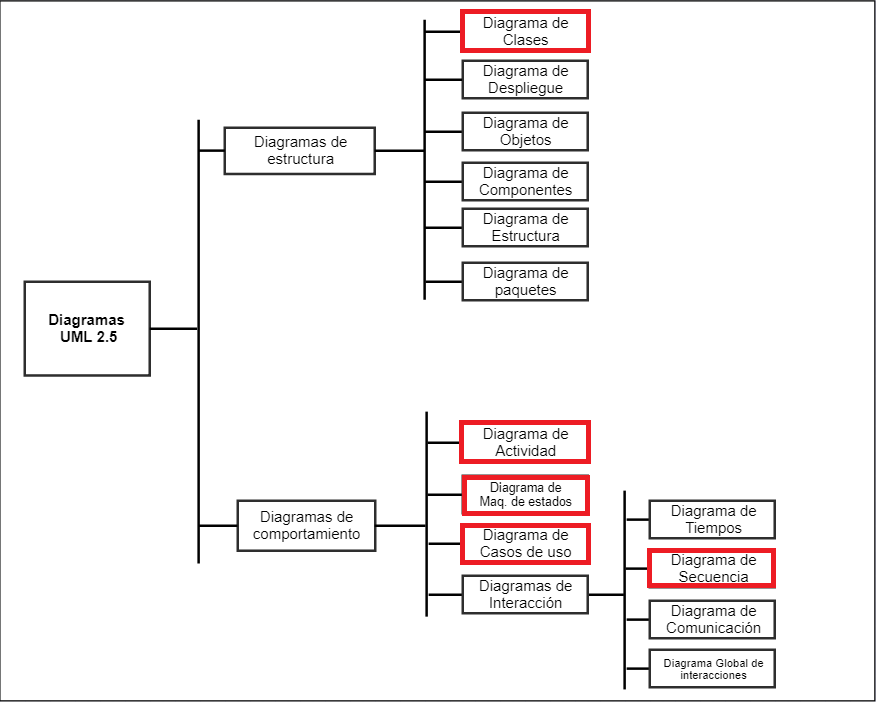 Diagramas
UML 2.5
Diagramas de
estructura
Diagrama de
Clases
Diagrama de
Despliegue
Diagrama de
Objetos
Diagrama de
Componentes
Diagrama de
Estructura
Diagrama de
paquetes
Diagramas de
comportamiento
Diagrama de
Actividad
Diagrama de
Maq. de estados
Diagrama de
Casos de uso
Diagramas de
Interacción
Diagrama de
Tiempos
Diagrama de
Secuencia
Diagrama de
Comunicación
Diagrama Global de
interacciones